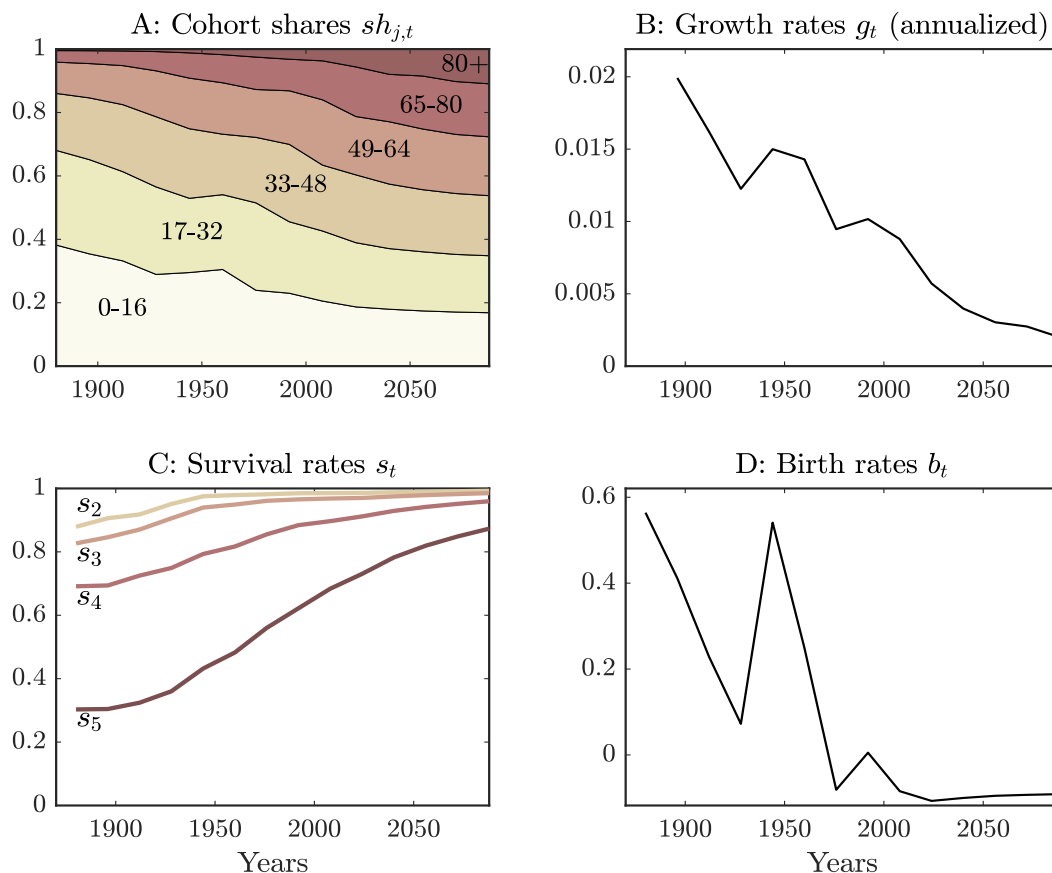 A: Cohort shares sh_{j,t}
1
0.8
0.6
0.4
0.2
0
80+
65-80
49-64
33-48
17-32
0-16
1900 1950 2000 2050
B: Growth rates g_t (annualized)
0.02
0.015
0.01
0.005
0
1900 1950 2000 2050
C: Survival rates s_t
1
0.8
0.6
0.4
0.2
0
s_2
s_3
s_4
s_5
1900 1950 2000 2050
Years
D: Birth rates b_t
0.6
0.4
0.2
0
1900 1950 2000 2050
Years